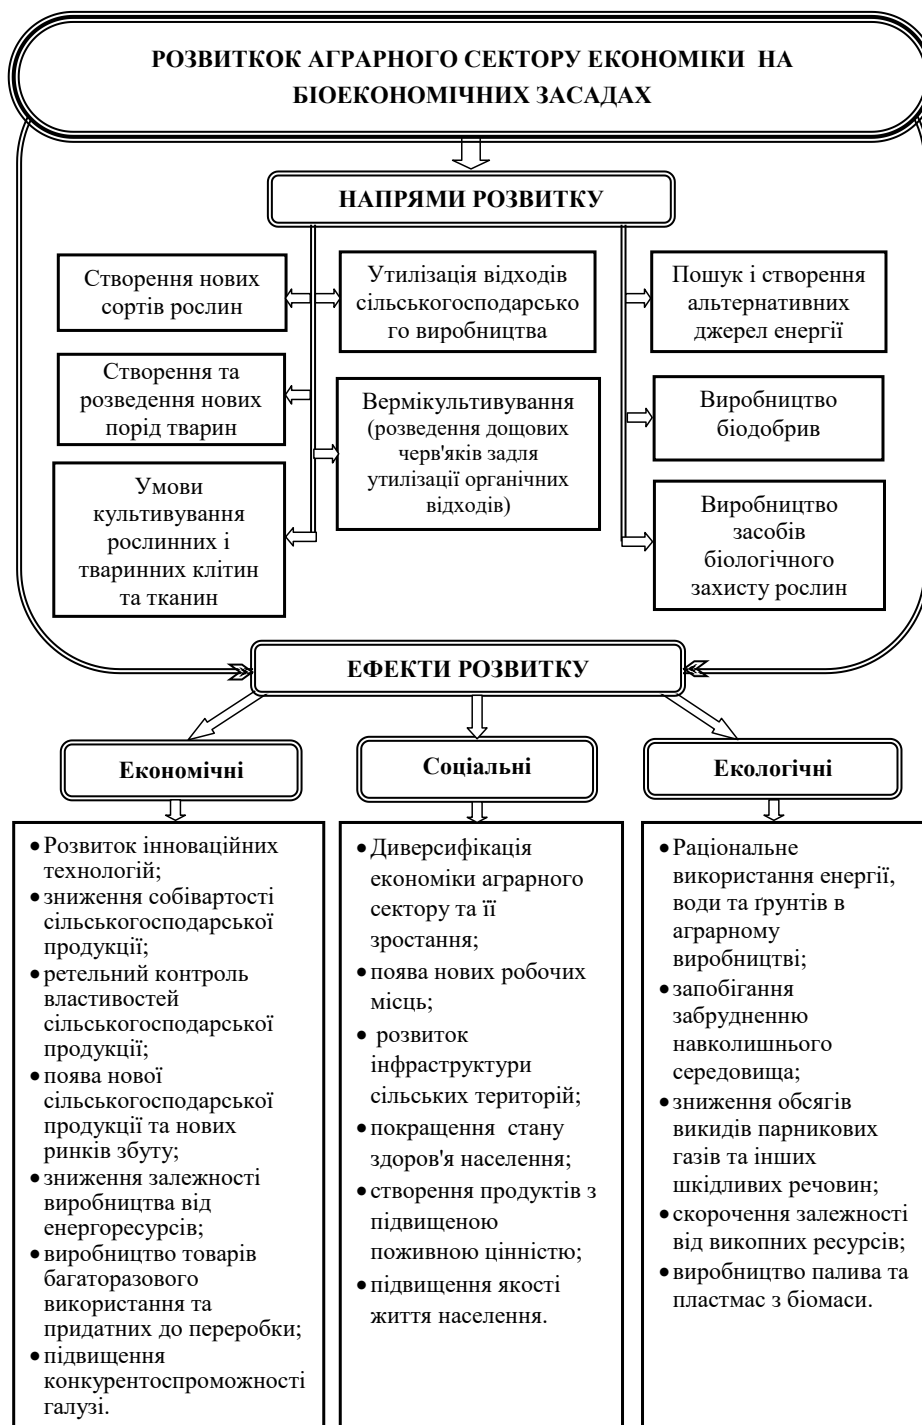 РОЗВИТКОК АГРАРНОГО СЕКТОРУ ЕКОНОМІКИ НА
БІОЕКОНОМІЧНИХ ЗАСАДАХ
НАПРЯМИ РОЗВИТКУ
Створення нових
сортів рослин
Утилізація відходів
сільськогосподарсько
го виробництва
Пошук і створення
альтернативних
джерел енергії
Створення та
розведення нових
порід тварин
Вермікультивування
(розведення дощових
черв'яків задля
утилізації органічних
відходів)
Виробництво
біодобрив
Умови
культивування
рослинних і
тваринних клітин
та тканин
Виробництво
засобів
біологічного
захисту рослин
ЕФЕКТИ РОЗВИТКУ
Економічні
• Розвиток інноваційних
технологій;
• зниження собівартості
сільськогосподарської
продукції;
• ретельний контроль
властивостей
сільськогосподарської
продукції;
• поява нової
сільськогосподарської
продукції та нових
ринків збуту;
• зниження залежності
виробництва від
енергоресурсів;
• виробництво товарів
багаторазового
використання та
придатних до переробки;
• підвищення
конкурентоспроможності
галузі.
Соціальні
• Диверсифікація
економіки аграрного
сектору та її
зростання;
• поява нових робочих
місць;
• розвиток
інфраструктури
сільських територій;
• покращення стану
здоров'я населення;
• створення продуктів з
підвищеною
поживною цінністю;
• підвищення якості
життя населення.
Екологічні
• Раціональне
використання енергії,
води та ґрунтів в
аграрному
виробництві;
• запобігання
забрудненню
навколишнього
середовища;
• зниження обсягів
викидів парникових
газів та інших
шкідливих речовин;
• скорочення залежності
від викопних ресурсів;
• виробництво палива та
пластмас з біомаси.